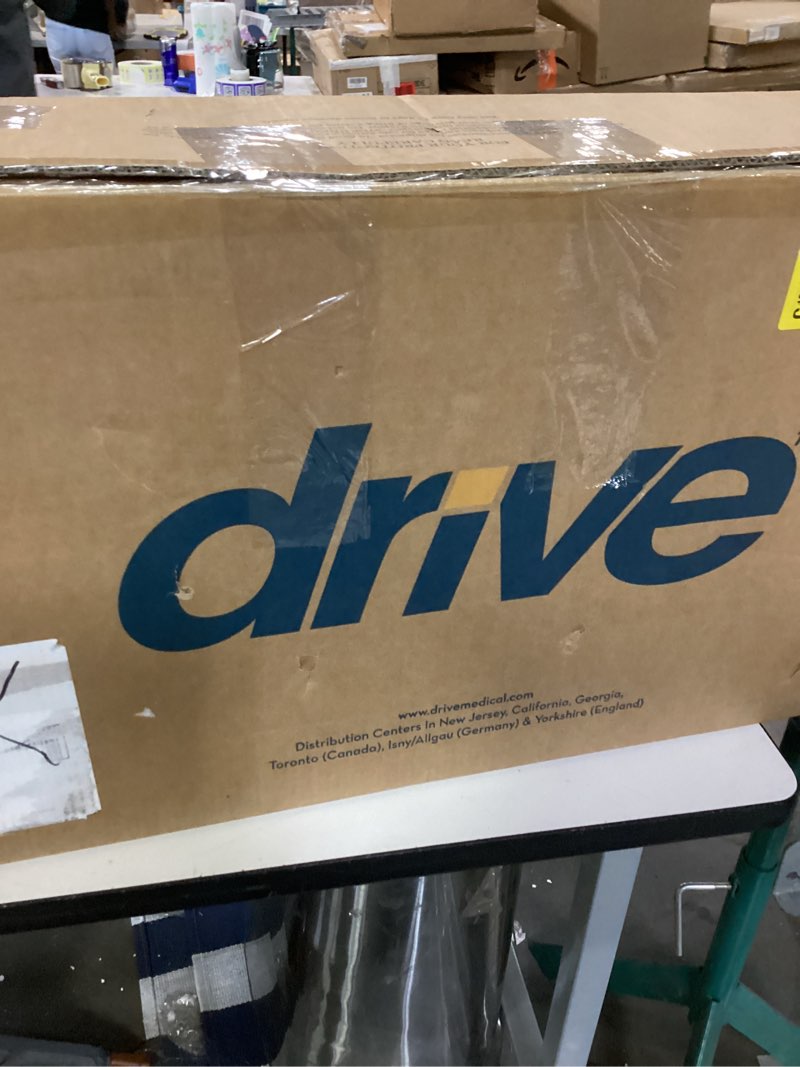 drive
www.drivemedical.com
Distribution Centers in New Jersey, California, Georgia,
Toronto (Canada), Isny/Allgau (Germany) & Yorkshire (England)